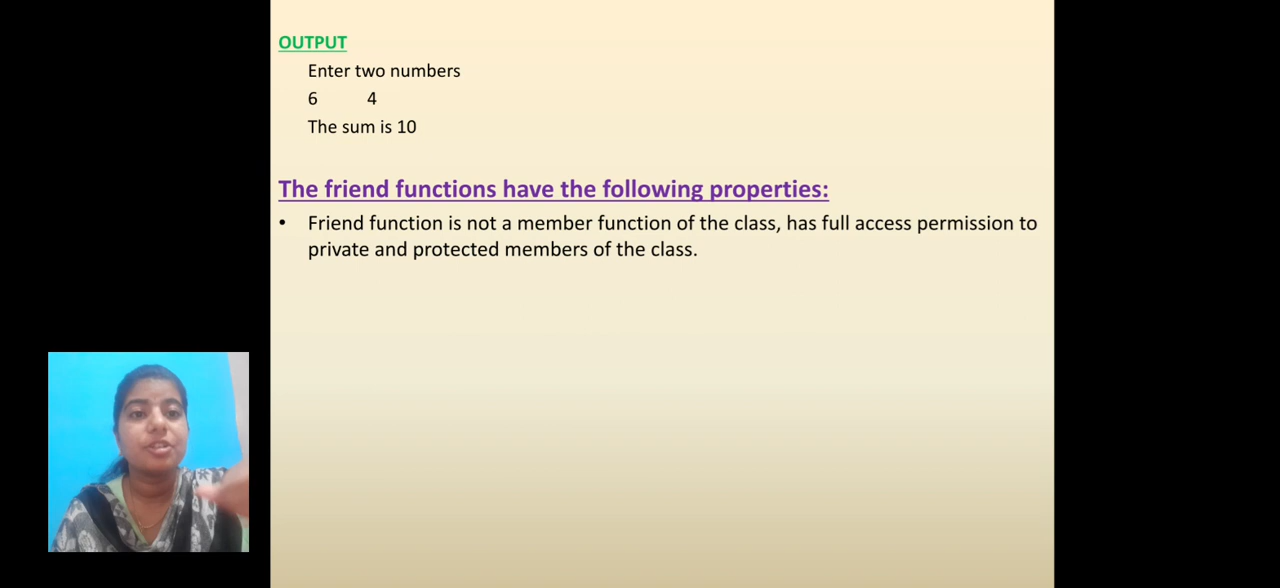 OUTPUT
Enter two numbers
6 4
The sum is 10
The friend functions have the following properties:
• Friend function is not a member function of the class, has full access permission to
private and protected members of the class.